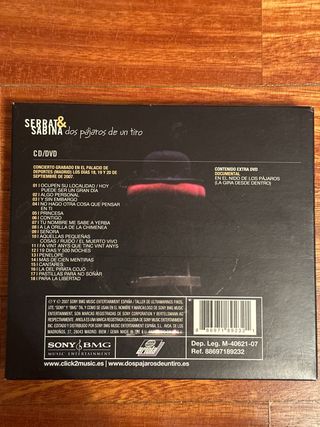 SERRAT&
SABINA dos pájaros de un tiro
CD/DVD
CONCIERTO GRABADO EN EL PALACIO DE
DEPORTES (MADRID) LOS DÍAS 18, 19 Y 20 DE
SEPTIEMBRE DE 2007.
01 | OCUPEN SU LOCALIDAD / HOY
PUEDE SER UN GRAN DÍA
02 | ALGO PERSONAL
03 | Y SIN EMBARGO
04 | NO HAGO OTRA COSA QUE PENSAR
EN TI
05 | PRINCESA
06 | CONTIGO
07 | TU NOMBRE ME SABE A YERBA
08 | A LA ORILLA DE LA CHIMENEA
09 | SEÑORA
10 | AQUELLAS PEQUEÑAS
COSAS / RUIDO / EL MUERTO VIVO
11 | FA VINT ANYS QUE TINC VINT ANYS
12 | 19 DÍAS Y 500 NOCHES
13 | PENÉLOPE
14 | MÁS DE CIEN MENTIRAS
15 | CANTARES
16 | LA DEL PIRATA COJO
17 | PASTILLAS PARA NO SOÑAR
18 | PARA LA LIBERTAD
CONTENIDO EXTRA DVD
DOCUMENTAL
EN EL NIDO DE LOS PÁJAROS
(LA GIRA DESDE DENTRO)
SONY BMG
MUSIC ENTERTAINMENT
Dep. Leg. M-40621-07
Ref. 88697189232
www.click2music.es www.dospajarosdeuntiro.es